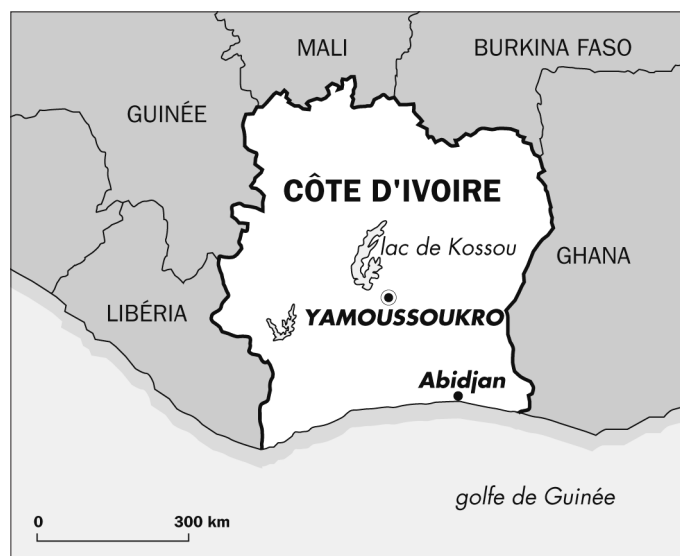 MALI
BURKINA FASO
GUINÉE
CÔTE D'IVOIRE
lac de Kossou
GHANA
LIBÉRIA
YAMOUSSOUKRO
Abidjan
golfe de Guinée
0 300 km